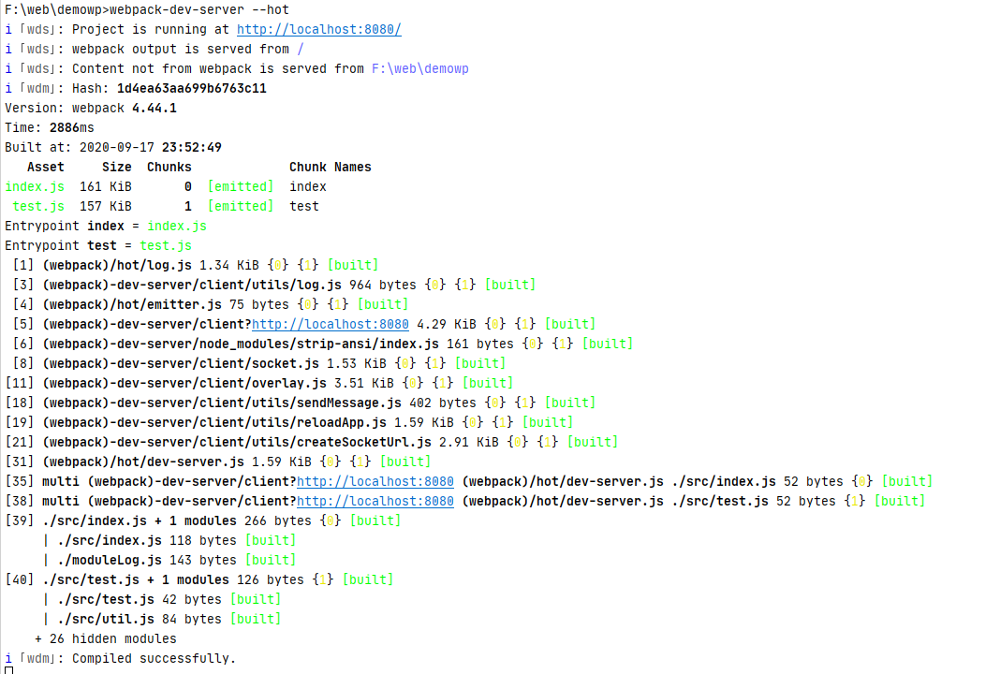 F:\web\demowp>webpack-dev-server --hot
i ｢wds｣: Project is running at http://localhost:8080/
i ｢wds｣: webpack output is served from /
i ｢wds｣: Content not from webpack is served from F:\web\demowp
i ｢wdm｣: Hash: 1d4ea63aa699b6763c11
Version: webpack 4.44.1
Time: 2886ms
Built at: 2020-09-17 23:52:49
   Asset     Size  Chunks             Chunk Names
index.js  161 KiB       0  [emitted]  index
 test.js  157 KiB       1  [emitted]  test
Entrypoint index = index.js
Entrypoint test = test.js
 [1] (webpack)/hot/log.js 1.34 KiB {0} {1} [built]
 [3] (webpack)-dev-server/client/utils/log.js 964 bytes {0} {1} [built]
 [4] (webpack)/hot/emitter.js 75 bytes {0} {1} [built]
 [5] (webpack)-dev-server/client?http://localhost:8080 4.29 KiB {0} {1} [built]
 [6] (webpack)-dev-server/node_modules/strip-ansi/index.js 161 bytes {0} {1} [built]
 [8] (webpack)-dev-server/client/socket.js 1.53 KiB {0} {1} [built]
[11] (webpack)-dev-server/client/overlay.js 3.51 KiB {0} {1} [built]
[18] (webpack)-dev-server/client/utils/sendMessage.js 402 bytes {0} {1} [built]
[19] (webpack)-dev-server/client/utils/reloadApp.js 1.59 KiB {0} {1} [built]
[21] (webpack)-dev-server/client/utils/createSocketUrl.js 2.91 KiB {0} {1} [built]
[31] (webpack)/hot/dev-server.js 1.59 KiB {0} {1} [built]
[35] multi (webpack)-dev-server/client?http://localhost:8080 (webpack)/hot/dev-server.js ./src/index.js 52 bytes {0} [built]
[38] multi (webpack)-dev-server/client?http://localhost:8080 (webpack)/hot/dev-server.js ./src/test.js 52 bytes {1} [built]
[39] ./src/index.js + 1 modules 266 bytes {0} [built]
     | ./src/index.js 118 bytes [built]
     | ./moduleLog.js 143 bytes [built]
[40] ./src/test.js + 1 modules 126 bytes {1} [built]
     | ./src/test.js 42 bytes [built]
     | ./src/util.js 84 bytes [built]
    + 26 hidden modules
i ｢wdm｣: Compiled successfully.